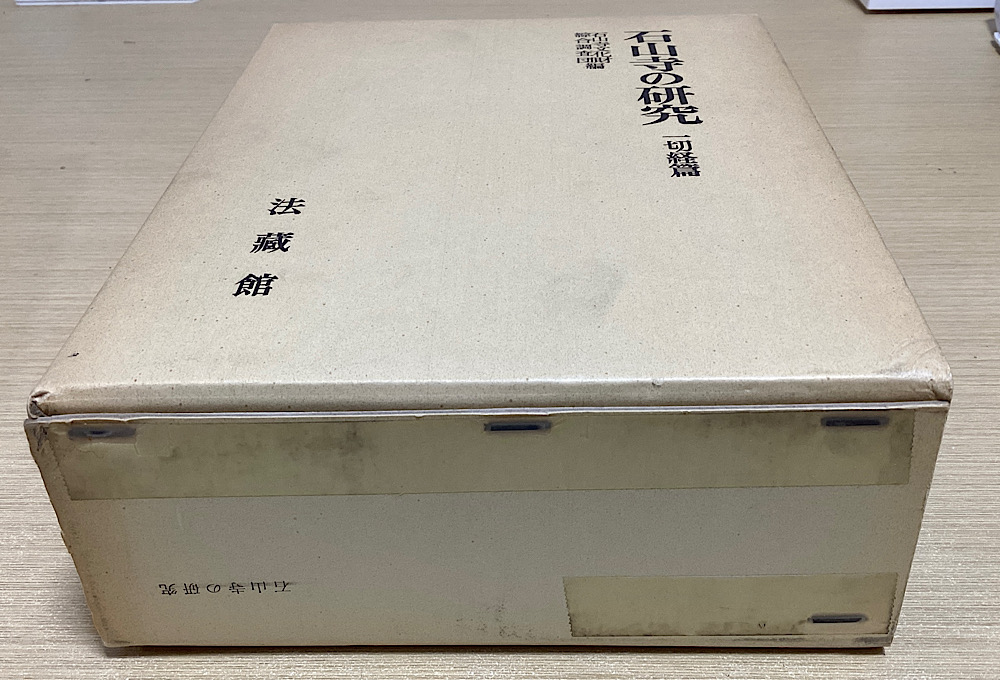 石山寺の研究 一切経篇
石山寺文化財
綜合調査団編
法藏館
石山寺の研究